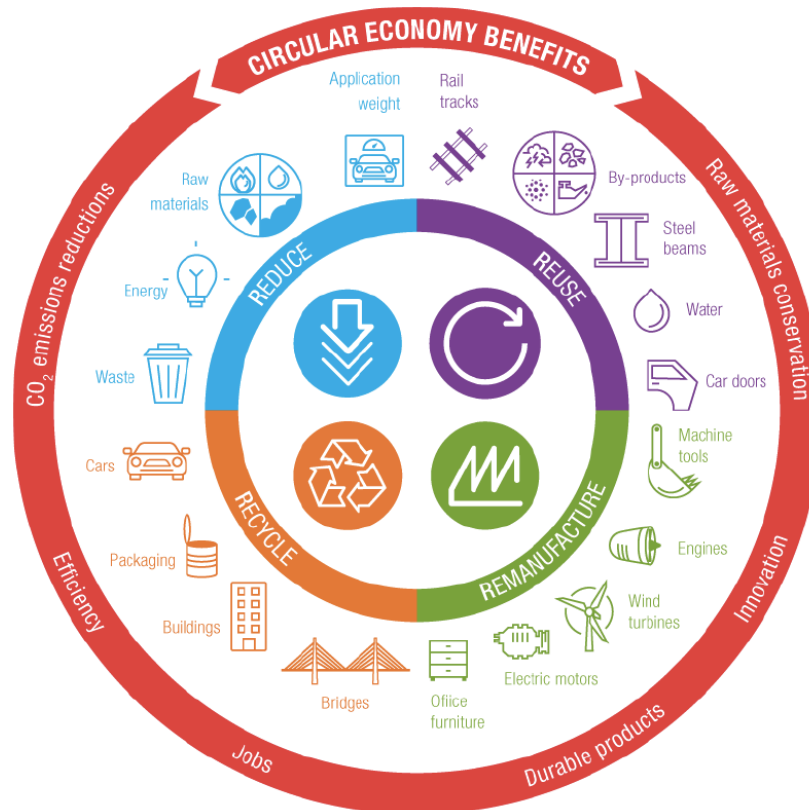 CIRCULAR ECONOMY BENEFITS
Application
weight
Rail
tracks
Raw
materials
By-products
Steel
beams
Energy
Water
Waste
Car doors
Cars
Machine
tools
Packaging
Engines
Buildings
Wind
turbines
Bridges
Electric motors
Ofiice
furniture
REDUCE
REUSE
RECYCLE
REMANUFACTURE
CO₂ emissions reductions
Raw materials conservation
Efficiency
Innovation
Jobs
Durable products